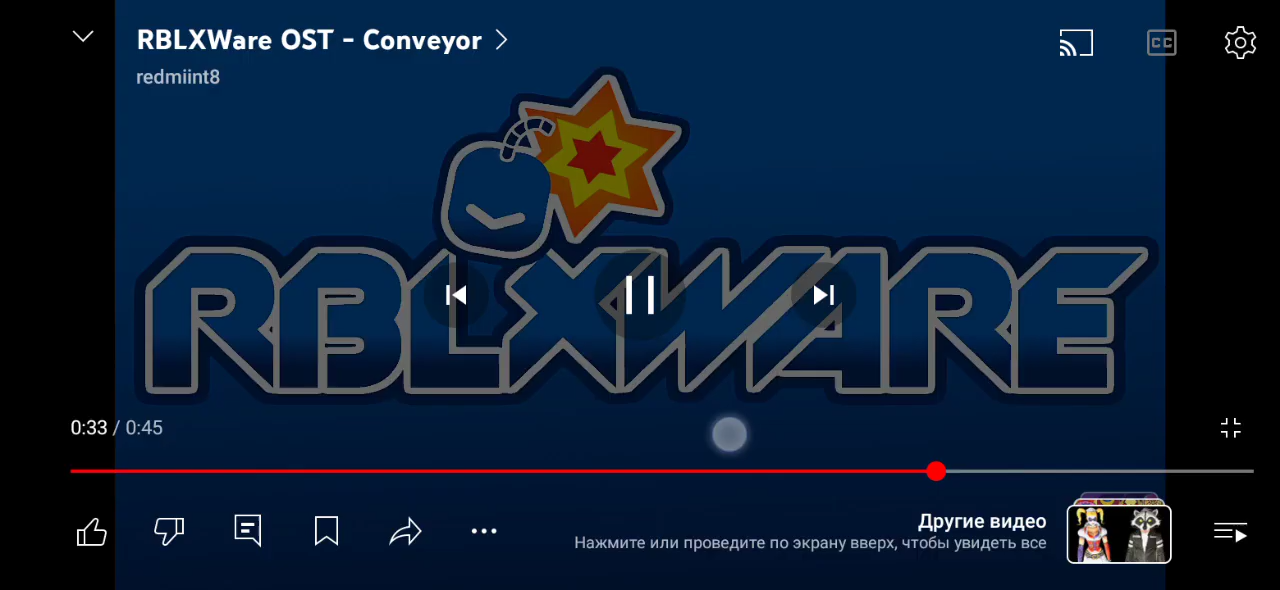 RBLXWare OST - Conveyor
redmiint8
CC
RBLXWARE
0:33 / 0:45
Другие видео
Нажмите или проведите по экрану вверх, чтобы увидеть все